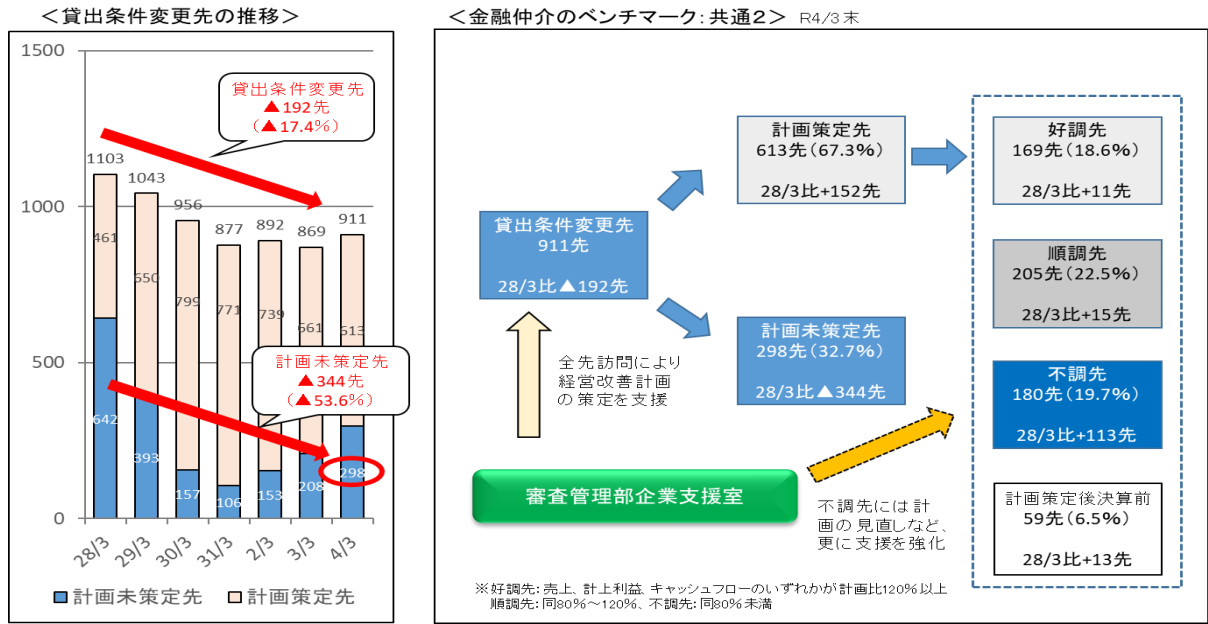 ＜貸出条件変更先の推移＞
1500
1000
500
0
貸出条件変更先
▲192先
（▲17.4%）
1103
1043
956
877
892
869
911
461
650
799
771
739
661
613
計画未策定先
▲344先
（▲53.6%）
642
393
157
106
153
208
298
28/3
29/3
30/3
31/3
2/3
3/3
4/3
計画未策定先
計画策定先
＜金融仲介のベンチマーク：共通２＞ R4/3末
貸出条件変更先
911先
28/3比▲192先
計画策定先
613先（67.3%）
28/3比+152先
計画未策定先
298先（32.7%）
28/3比▲344先
好調先
169先（18.6%）
28/3比+11先
順調先
205先（22.5%）
28/3比+15先
不調先
180先（19.7%）
28/3比+113先
計画策定後決算前
59先（6.5%）
28/3比+13先
全先訪問により
経営改善計画
の策定を支援
審査管理部企業支援室
不調先には計
画の見直しなど、
更に支援を強化
※好調先：売上、計上利益、キャッシュフローのいずれかが計画比120%以上
順調先：同80%～120%、不調先：同80%未満